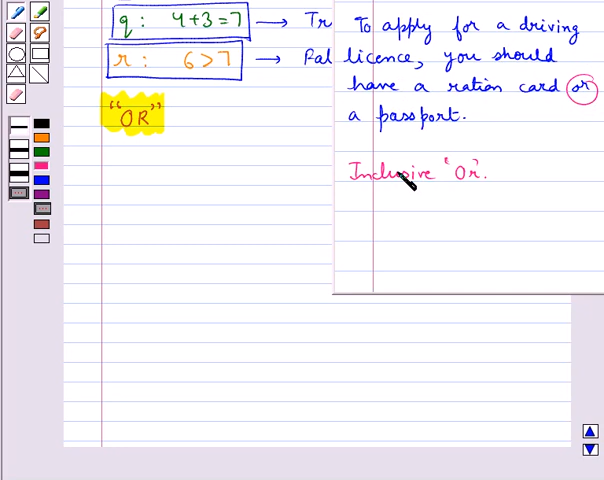 q : 4+3=7 → Tr
r : 6>7 → Fal
"OR"
To apply for a driving
licence, you should
have a ration card or
a passport.
Inclusive "Or".